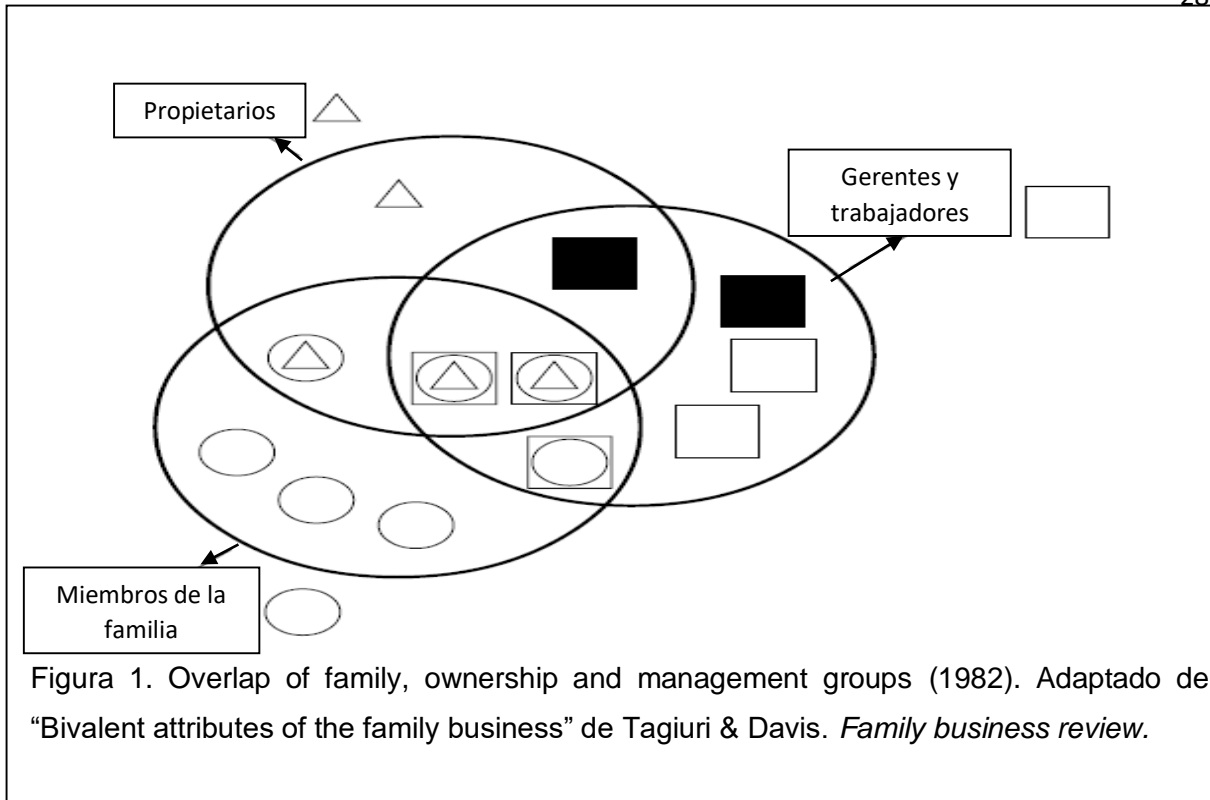 Propietarios
Gerentes y
trabajadores
Miembros de la
familia
Figura 1. Overlap of family, ownership and management groups (1982). Adaptado de
“Bivalent attributes of the family business” de Tagiuri & Davis. Family business review.